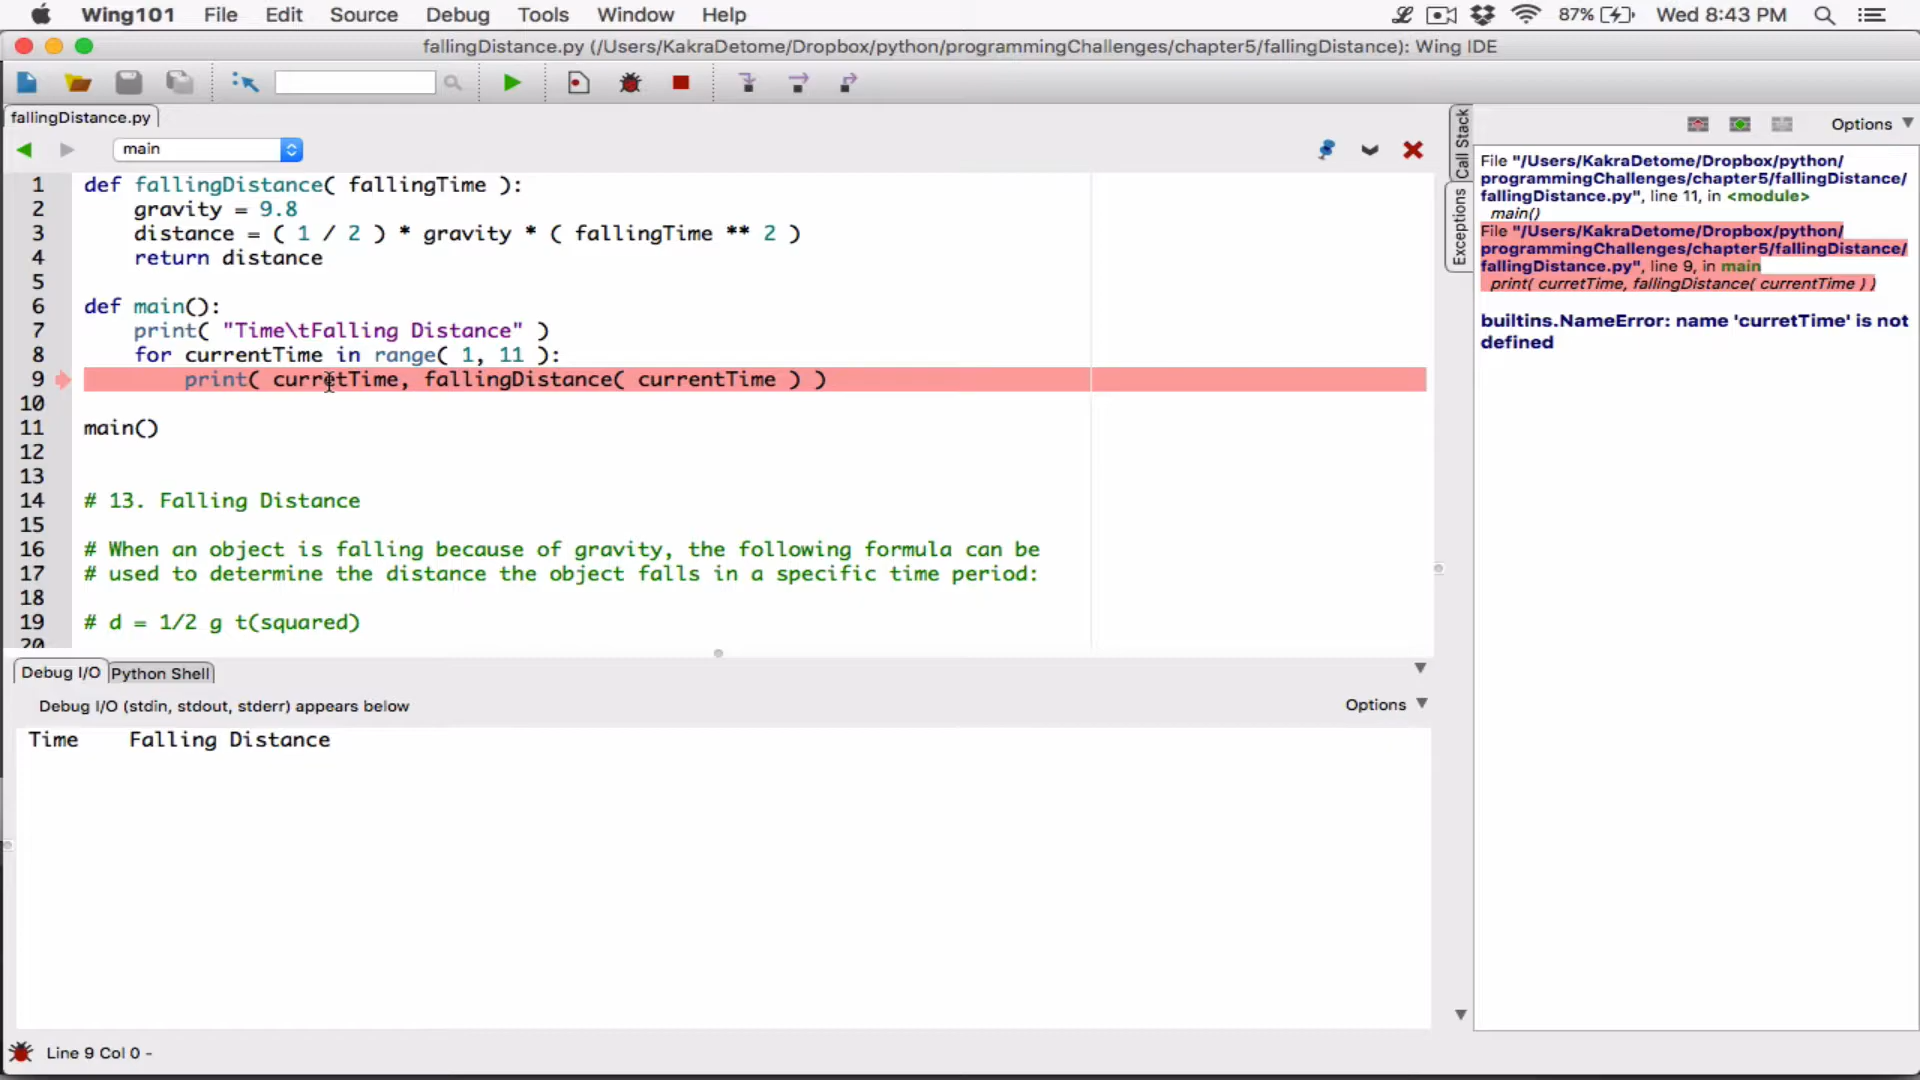 Wing101 File Edit Source Debug Tools Window Help 87% Wed 8:43 PM
fallingDistance.py (/Users/KakraDetome/Dropbox/python/programmingChallenges/chapter5/fallingDistance): Wing IDE
fallingDistance.py
main
1 def fallingDistance( fallingTime ):
2 gravity = 9.8
3 distance = ( 1 / 2 ) * gravity * ( fallingTime ** 2 )
4 return distance
5
6 def main():
7 print( "Time\tFalling Distance" )
8 for currentTime in range( 1, 11 ):
9 print( curretTime, fallingDistance( currentTime ) )
10
11 main()
12
13
14 # 13. Falling Distance
15
16 # When an object is falling because of gravity, the following formula can be
17 # used to determine the distance the object falls in a specific time period:
18
19 # d = 1/2 g t(squared)
20
Call Stack
Exceptions
Options
File "/Users/KakraDetome/Dropbox/python/
programmingChallenges/chapter5/fallingDistance/
fallingDistance.py", line 11, in <module>
main()
File "/Users/KakraDetome/Dropbox/python/
programmingChallenges/chapter5/fallingDistance/
fallingDistance.py", line 9, in main
print( curretTime, fallingDistance( currentTime ) )
builtins.NameError: name 'curretTime' is not
defined
Debug I/O Python Shell
Debug I/O (stdin, stdout, stderr) appears below Options
Time Falling Distance
Line 9 Col 0 -